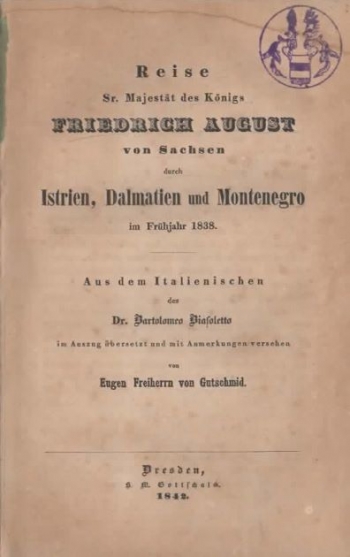 Reise
Sr. Majestät des Königs
FRIEDRICH AUGUST
von Sachsen
durch
Istrien, Dalmatien und Montenegro
im Frühjahr 1838.
Aus dem Italienischen
des
Dr. Bartolomeo Biasoletto
im Auszug übersetzt und mit Anmerkungen versehen
von
Eugen Freiherrn von Gutschmid.
Dresden,
H. M. Gottschalk.
1842.